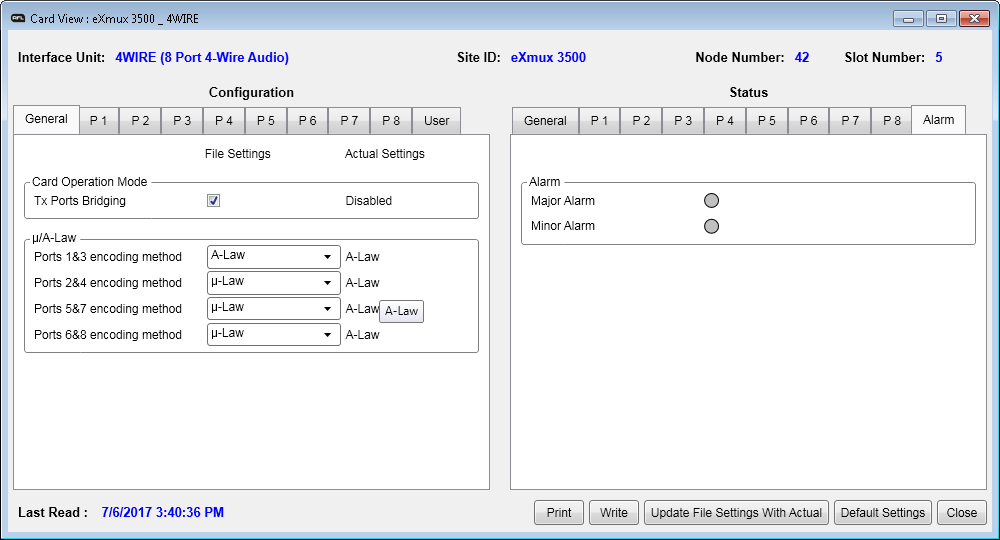 AFL Card View : eXmux 3500 _ 4WIRE
Interface Unit: 4WIRE (8 Port 4-Wire Audio) Site ID: eXmux 3500 Node Number: 42 Slot Number: 5
Configuration
General P 1 P 2 P 3 P 4 P 5 P 6 P 7 P 8 User
File Settings Actual Settings
Card Operation Mode
Tx Ports Bridging Disabled
µ/A-Law
Ports 1&3 encoding method A-Law A-Law
Ports 2&4 encoding method µ-Law A-Law
Ports 5&7 encoding method µ-Law A-Law A-Law
Ports 6&8 encoding method µ-Law A-Law
Status
General P 1 P 2 P 3 P 4 P 5 P 6 P 7 P 8 Alarm
Alarm
Major Alarm
Minor Alarm
Last Read : 7/6/2017 3:40:36 PM
Print Write Update File Settings With Actual Default Settings Close